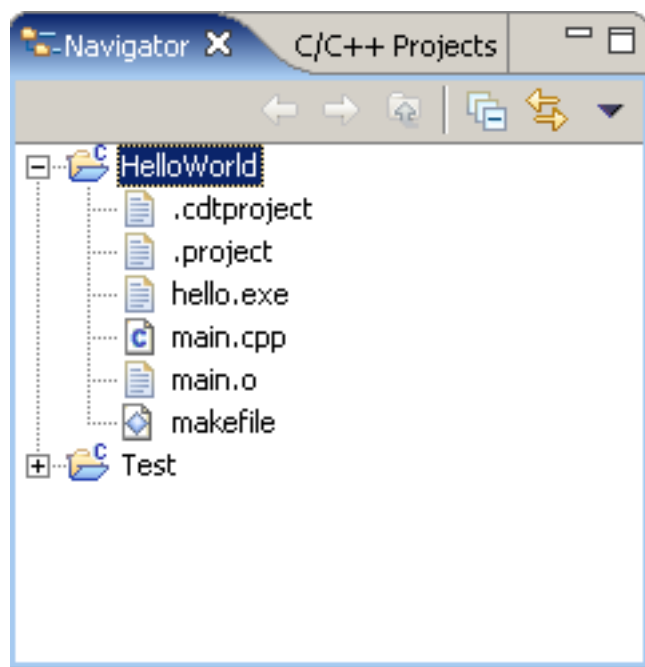 Navigator C/C++ Projects
HelloWorld
.cdtproject
.project
hello.exe
main.cpp
main.o
makefile
Test